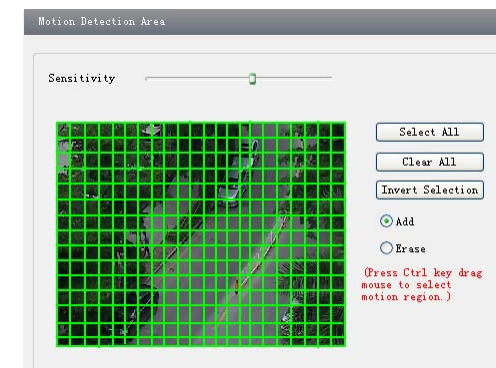 Motion Detection Area
Sensitivity
Select All
Clear All
Invert Selection
Add
Erase
(Press Ctrl key drag
mouse to select
motion region.)